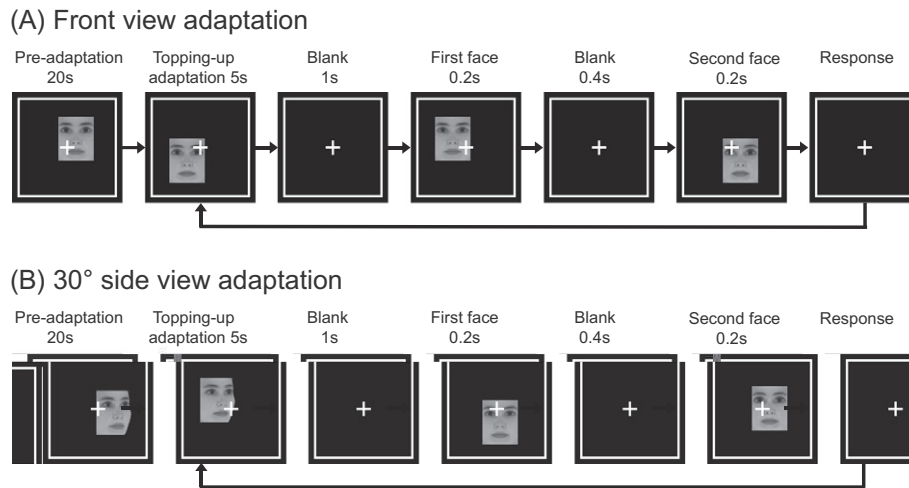 (A) Front view adaptation
Pre-adaptation Topping-up Blank First face Blank Second face Response
20s adaptation 5s 1s 0.2s 0.4s 0.2s
(B) 30° side view adaptation
Pre-adaptation Topping-up Blank First face Blank Second face Response
20s adaptation 5s 1s 0.2s 0.4s 0.2s